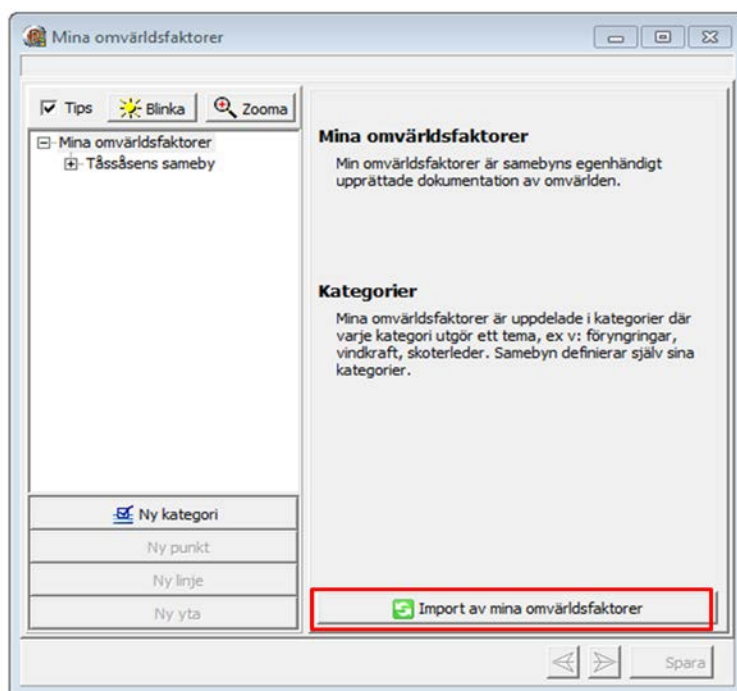 Mina omvärldsfaktorer
Tips
Blinka
Zooma
Mina omvärldsfaktorer
Tåssåsens sameby
Ny kategori
Ny punkt
Ny linje
Ny yta
Mina omvärldsfaktorer
Min omvärldsfaktorer är samebyns egenhändigt
upprättade dokumentation av omvärlden.
Kategorier
Mina omvärldsfaktorer är uppdelade i kategorier där
varje kategori utgör ett tema, ex v: föryngringar,
vindkraft, skoterleder. Samebyn definierar själv sina
kategorier.
Import av mina omvärldsfaktorer
Spara